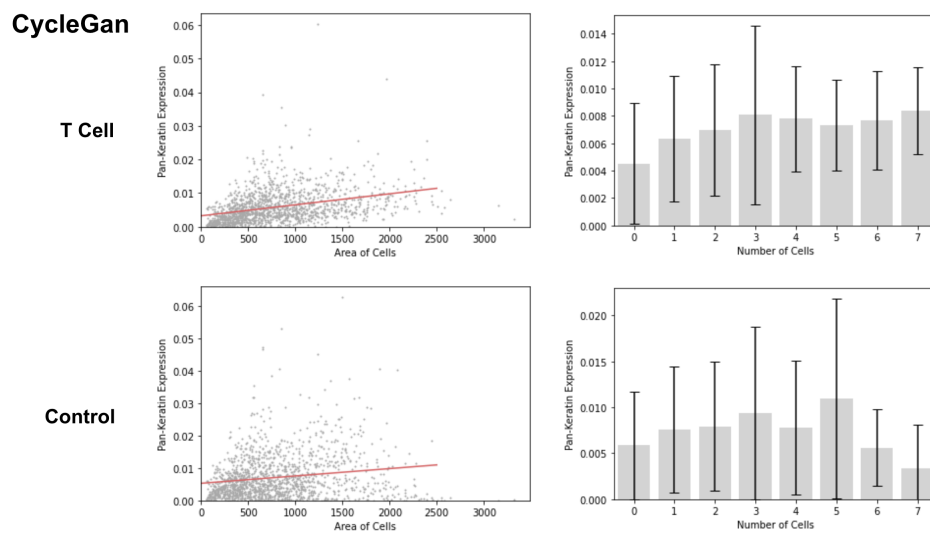 CycleGan
T Cell
Pan-Keratin Expression
0.06
0.05
0.04
0.03
0.02
0.01
0.00
0 500 1000 1500 2000 2500 3000
Area of Cells
Pan-Keratin Expression
0.014
0.012
0.010
0.008
0.006
0.004
0.002
0.000
0 1 2 3 4 5 6 7
Number of Cells
Control
Pan-Keratin Expression
0.06
0.05
0.04
0.03
0.02
0.01
0.00
0 500 1000 1500 2000 2500 3000
Area of Cells
Pan-Keratin Expression
0.020
0.015
0.010
0.005
0.000
0 1 2 3 4 5 6 7
Number of Cells